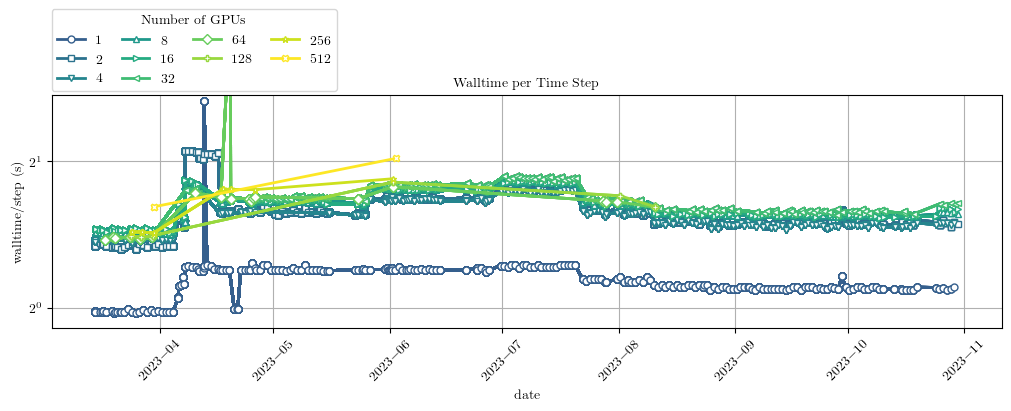 Number of GPUs
1 8 64 256
2 16 128 512
4 32
Walltime per Time Step
walltime/step (s)
2^1
2^0
2023−04 2023−05 2023−06 2023−07 2023−08 2023−09 2023−10 2023−11
date